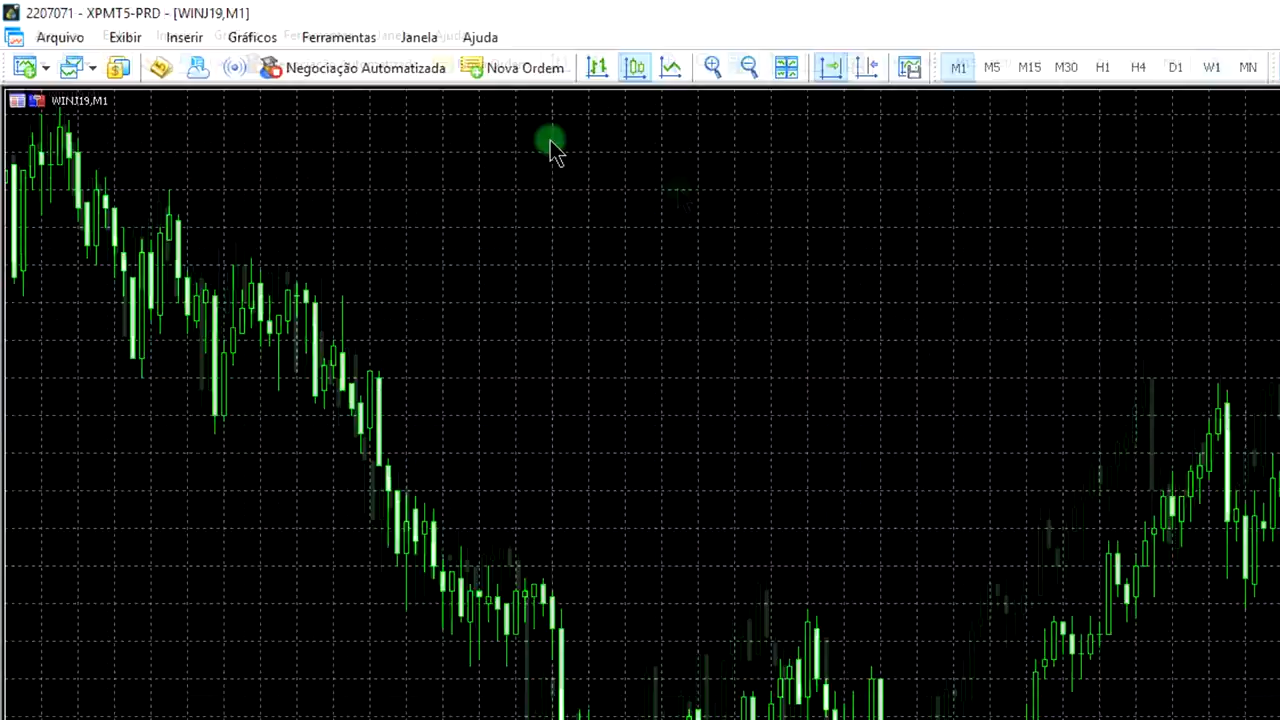 2207071 - XPMT5-PRD - [WINJ19,M1]
Arquivo Exibir Inserir Gráficos Ferramentas Janela Ajuda
Negociação Automatizada Nova Ordem M1 M5 M15 M30 H1 H4 D1 W1 MN
WINJ19,M1